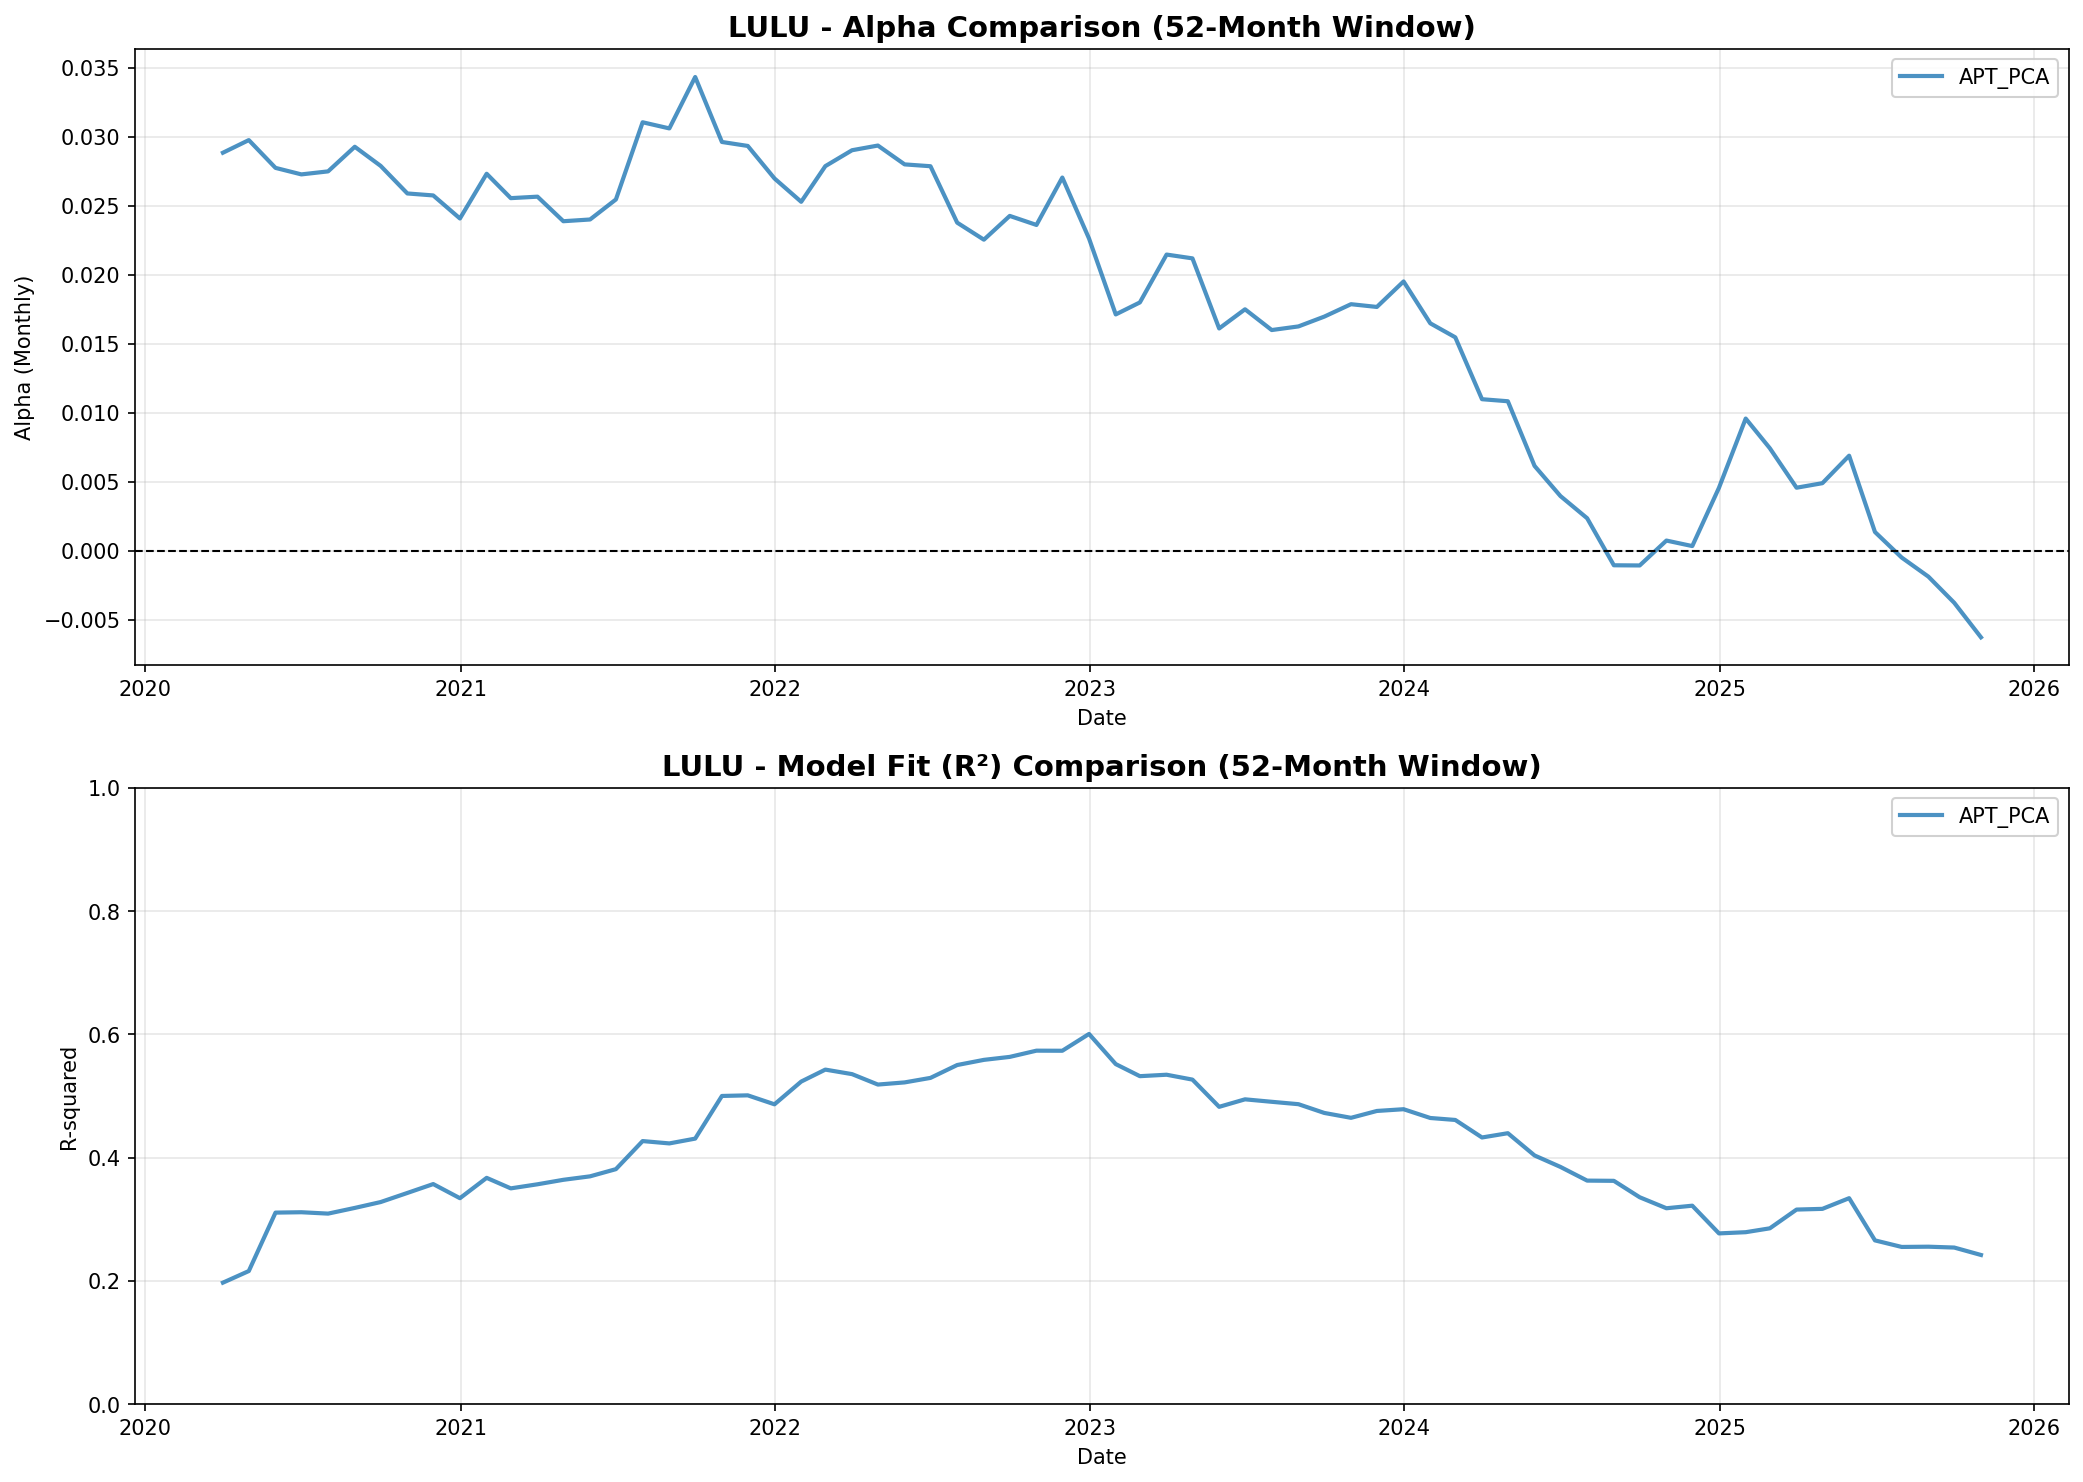 LULU - Alpha Comparison (52-Month Window)
APT_PCA
Alpha (Monthly)
0.035
0.030
0.025
0.020
0.015
0.010
0.005
0.000
−0.005
2020 2021 2022 2023 2024 2025 2026
Date
LULU - Model Fit (R²) Comparison (52-Month Window)
APT_PCA
R-squared
1.0
0.8
0.6
0.4
0.2
0.0
2020 2021 2022 2023 2024 2025 2026
Date